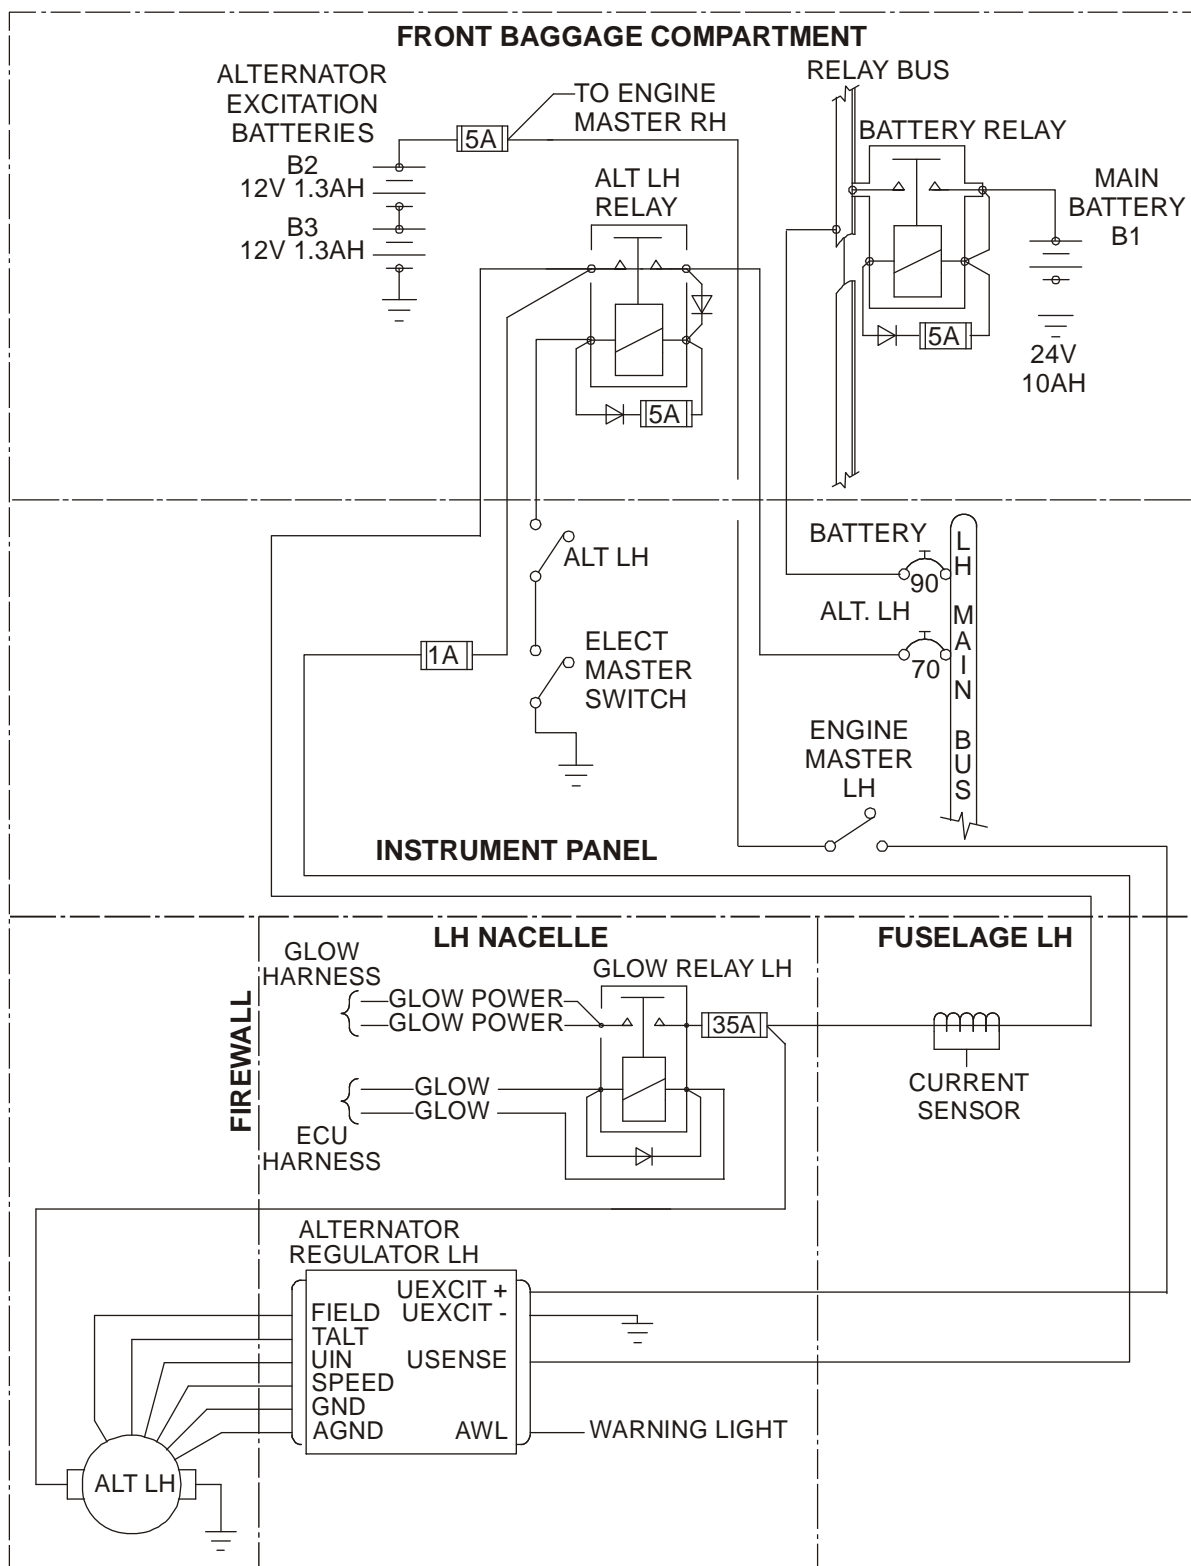 FRONT BAGGAGE COMPARTMENT
ALTERNATOR
EXCITATION
BATTERIES
B2
12V 1.3AH
B3
12V 1.3AH
5A
TO ENGINE
MASTER RH
ALT LH
RELAY
5A
RELAY BUS
BATTERY RELAY
5A
MAIN
BATTERY
B1
24V
10AH
ALT LH
ELECT
MASTER
SWITCH
1A
BATTERY
90
ALT. LH
70
LH MAIN BUS
ENGINE
MASTER
LH
INSTRUMENT PANEL
FIREWALL
LH NACELLE
FUSELAGE LH
GLOW
HARNESS
GLOW POWER
GLOW POWER
GLOW RELAY LH
35A
GLOW
GLOW
ECU
HARNESS
CURRENT
SENSOR
ALTERNATOR
REGULATOR LH
UEXCIT +
FIELD
UEXCIT -
TALT
UIN
USENSE
SPEED
GND
AGND
AWL
WARNING LIGHT
ALT LH